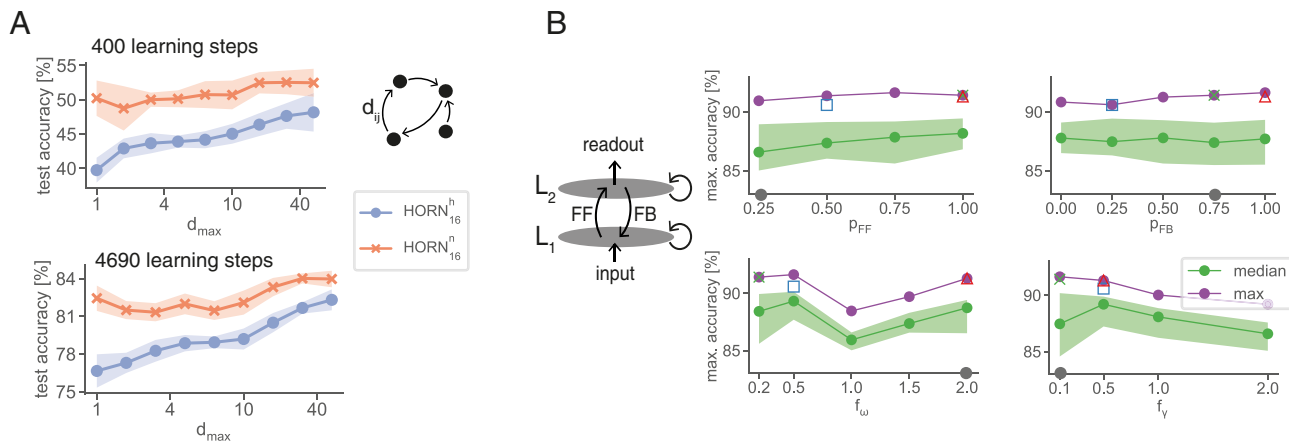 A
400 learning steps
test accuracy [%]
55
50
45
40
1 4 10 40
d_max
d_ij
HORN^h_16
HORN^n_16
4690 learning steps
test accuracy [%]
84
81
78
75
1 4 10 40
d_max
B
readout
L_2
FF FB
L_1
input
max. accuracy [%]
90
85
0.25 0.50 0.75 1.00
p_FF
90
85
0.00 0.25 0.50 0.75 1.00
p_FB
max. accuracy [%]
90
85
0.2 0.5 1.0 1.5 2.0
f_ω
90
85
0.1 0.5 1.0 2.0
f_γ
median
max